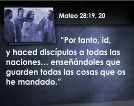 Mateo 28:19, 20
"Por tanto, id,
y haced discípulos a todas
las naciones... enseñándoles que
guarden todas las cosas que os
he mandado."